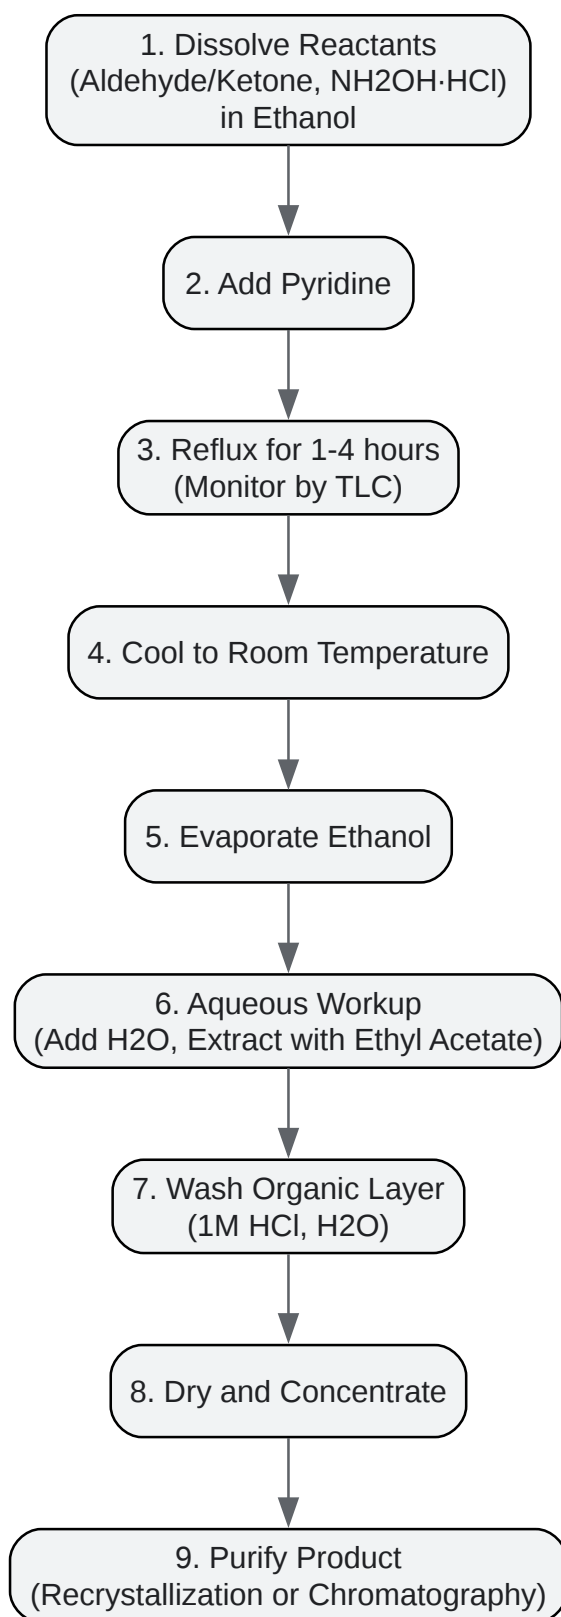 1. Dissolve Reactants
(Aldehyde/Ketone, NH2OH·HCl)
in Ethanol
2. Add Pyridine
3. Reflux for 1-4 hours
(Monitor by TLC)
4. Cool to Room Temperature
5. Evaporate Ethanol
6. Aqueous Workup
(Add H2O, Extract with Ethyl Acetate)
7. Wash Organic Layer
(1M HCl, H2O)
8. Dry and Concentrate
9. Purify Product
(Recrystallization or Chromatography)